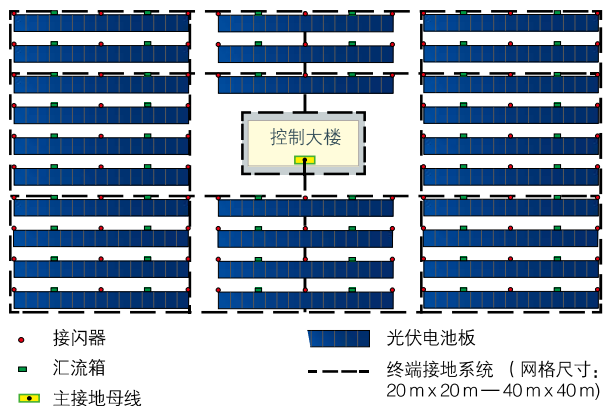 控制大楼
接闪器
光伏电池板
汇流箱
终端接地系统 (网格尺寸:
20 m x 20 m — 40 m x 40 m)
主接地母线